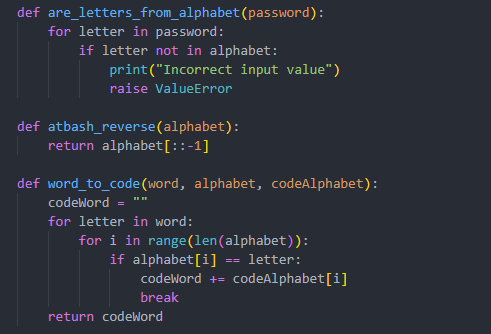 def are_letters_from_alphabet(password):
    for letter in password:
        if letter not in alphabet:
            print("Incorrect input value")
            raise ValueError

def atbash_reverse(alphabet):
    return alphabet[::-1]

def word_to_code(word, alphabet, codeAlphabet):
    codeWord = ""
    for letter in word:
        for i in range(len(alphabet)):
            if alphabet[i] == letter:
                codeWord += codeAlphabet[i]
                break
    return codeWord